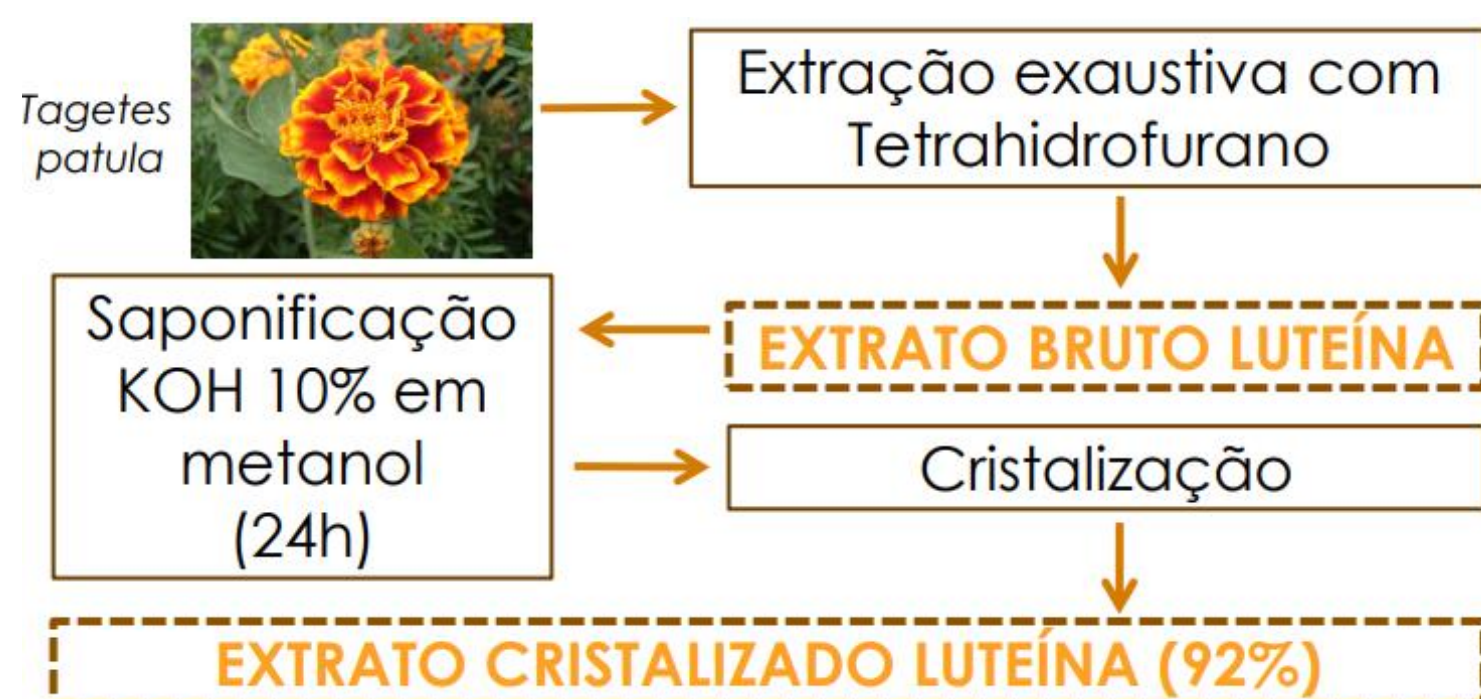 Tagetes
patula
Extração exaustiva com
Tetrahidrofurano
EXTRATO BRUTO LUTEÍNA
Saponificação
KOH 10% em
metanol
(24h)
Cristalização
EXTRATO CRISTALIZADO LUTEÍNA (92%)